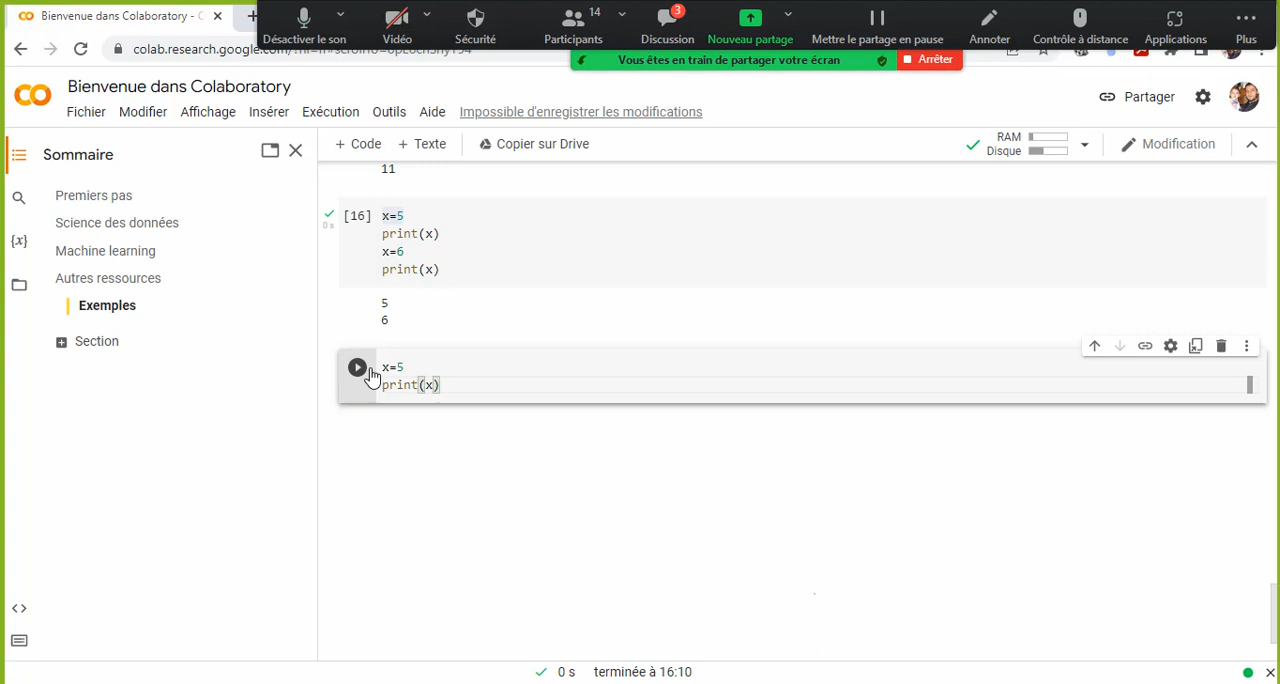 Bienvenue dans Colaboratory - C
colab.research.google.com/
14
3
Désactiver le son
Vidéo
Sécurité
Participants
Discussion
Nouveau partage
Mettre le partage en pause
Annoter
Contrôle à distance
Applications
Plus
Vous êtes en train de partager votre écran
Arrêter
Bienvenue dans Colaboratory
Fichier Modifier Affichage Insérer Exécution Outils Aide Impossible d'enregistrer les modifications
Partager
Sommaire
+ Code + Texte Copier sur Drive
RAM
Disque
Modification
Premiers pas
Science des données
Machine learning
Autres ressources
Exemples
Section
{x}
<>
11
[16] x=5
0 s
print(x)
x=6
print(x)
5
6
x=5
print(x)
0 s terminée à 16:10